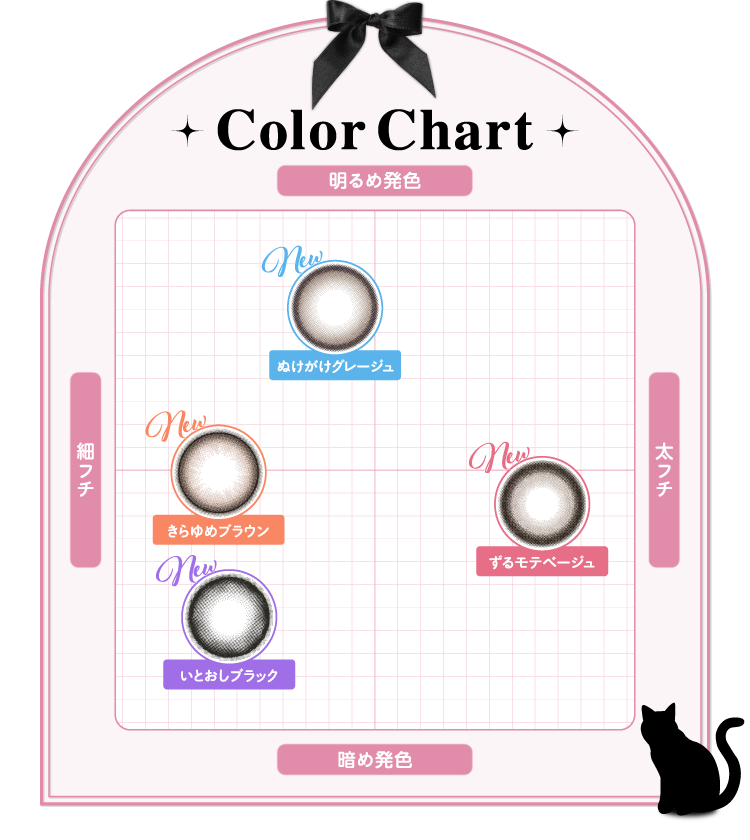 Color Chart
明るめ発色
New
ぬけがけグレージュ
New
きらゆめブラウン
細フチ
太フチ
New
ずるモテベージュ
New
いとおしブラック
暗め発色